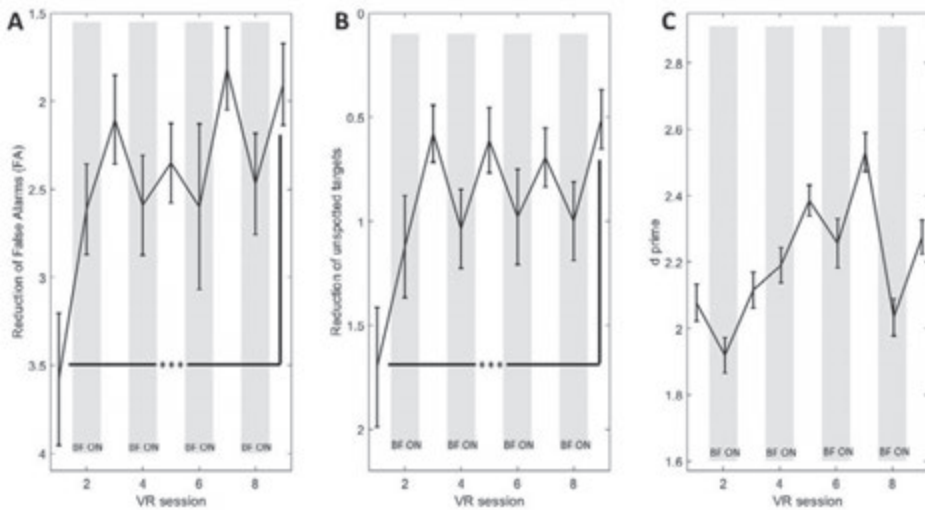 A
Reduction of False Alarms (FA)
1.5
2
2.5
3
3.5
4
BF ON BF ON BF ON BF ON
***
2 4 6 8
VR session
B
Reduction of unspotted targets
0
0.5
1
1.5
2
***
BF ON BF ON BF ON BF ON
2 4 6 8
VR session
C
d prime
2.8
2.6
2.4
2.2
2
1.8
1.6
BF ON BF ON BF ON BF ON
2 4 6 8
VR session